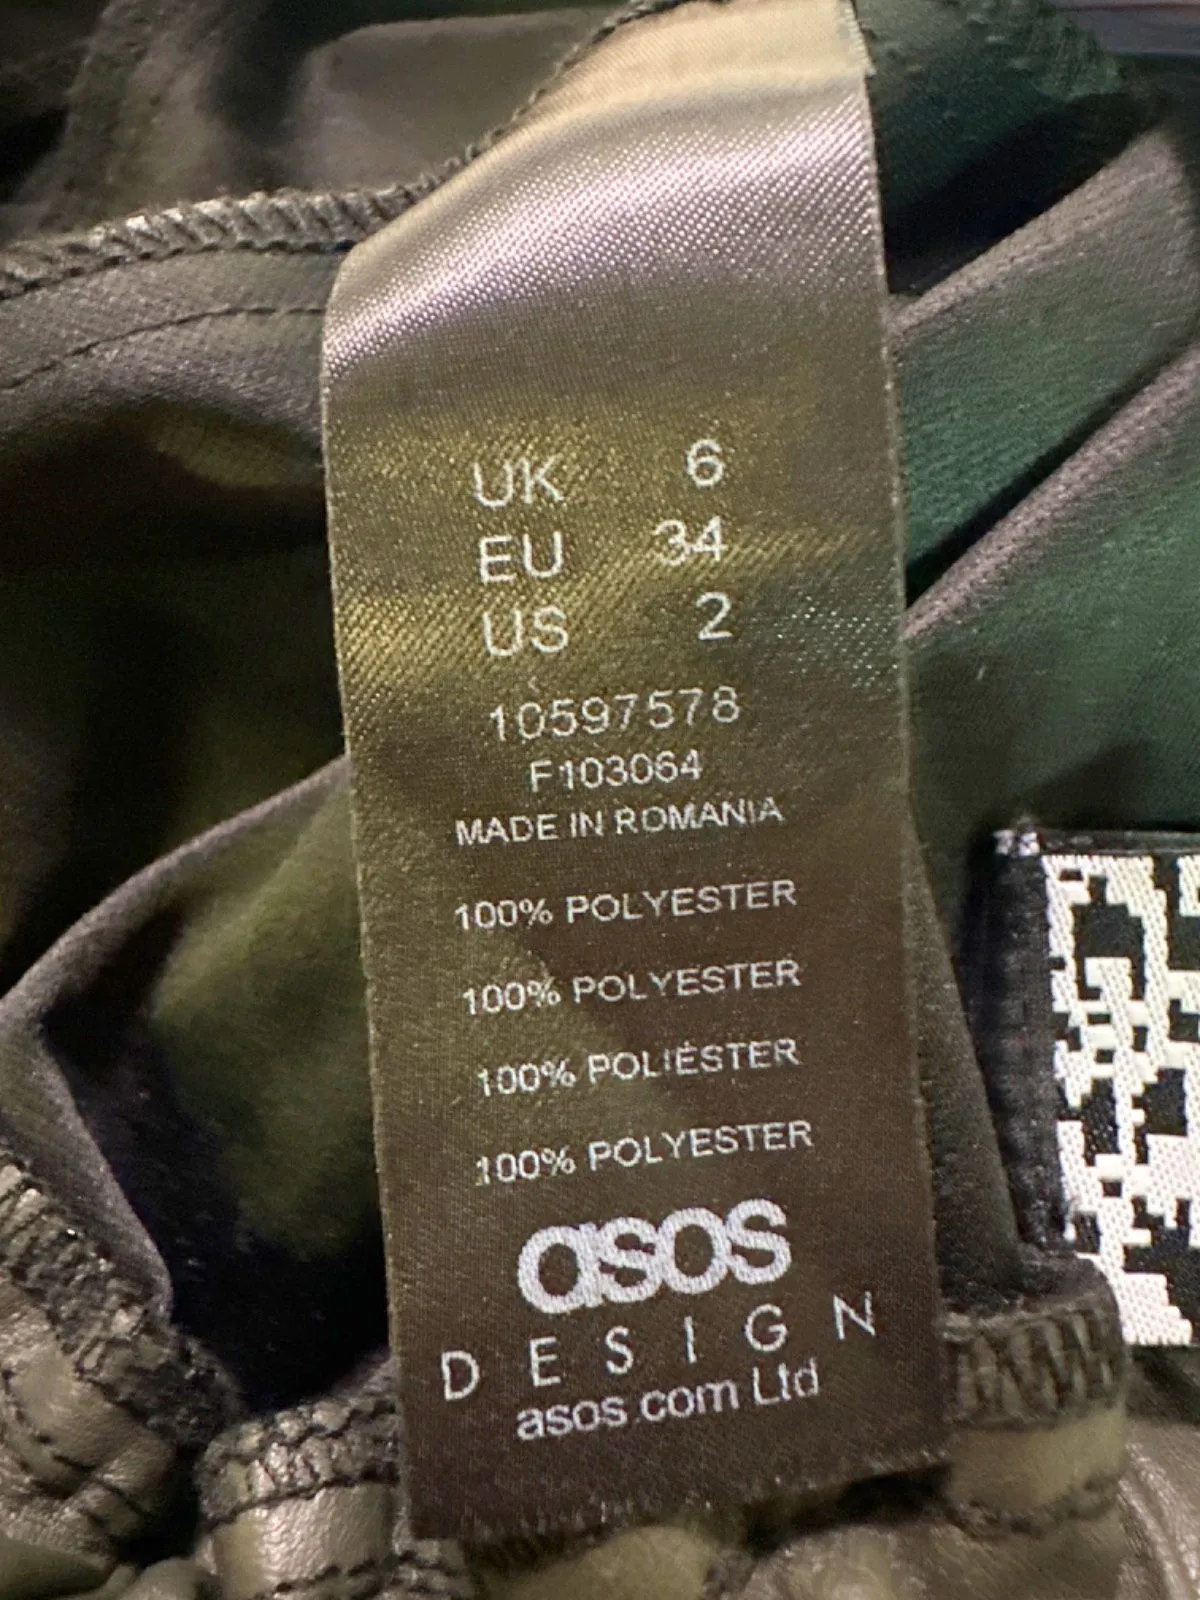 UK 6
EU 34
US 2
10597578
F103064
MADE IN ROMANIA
100% POLYESTER
100% POLYESTER
100% POLIÉSTER
100% POLYESTER
asos
DESIGN
asos.com Ltd